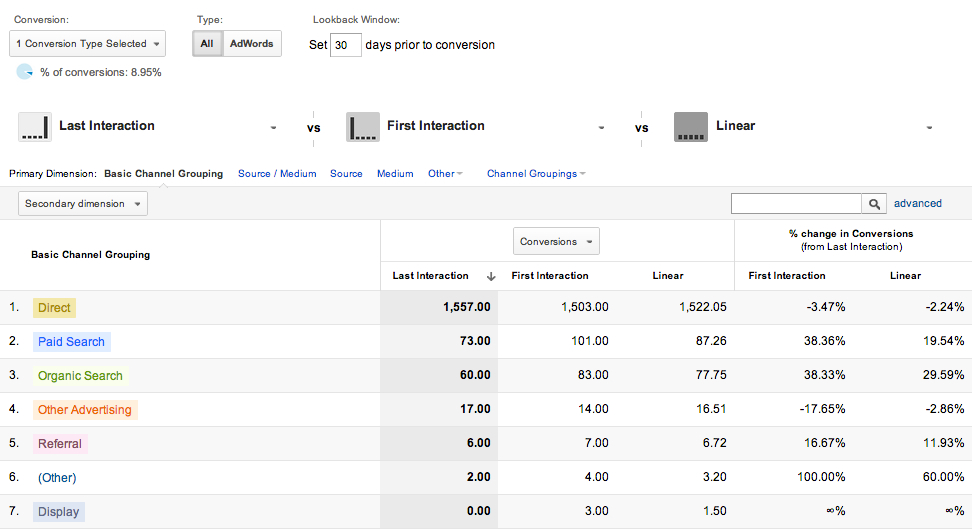 Conversion: Type: Lookback Window:
1 Conversion Type Selected All AdWords Set 30 days prior to conversion
% of conversions: 8.95%
Last Interaction vs First Interaction vs Linear
Primary Dimension: Basic Channel Grouping Source / Medium Source Medium Other Channel Groupings
Secondary dimension advanced
Basic Channel Grouping Conversions % change in Conversions
(from Last Interaction)
Last Interaction First Interaction Linear First Interaction Linear
1. Direct 1,557.00 1,503.00 1,522.05 -3.47% -2.24%
2. Paid Search 73.00 101.00 87.26 38.36% 19.54%
3. Organic Search 60.00 83.00 77.75 38.33% 29.59%
4. Other Advertising 17.00 14.00 16.51 -17.65% -2.86%
5. Referral 6.00 7.00 6.72 16.67% 11.93%
6. (Other) 2.00 4.00 3.20 100.00% 60.00%
7. Display 0.00 3.00 1.50 ∞% ∞%